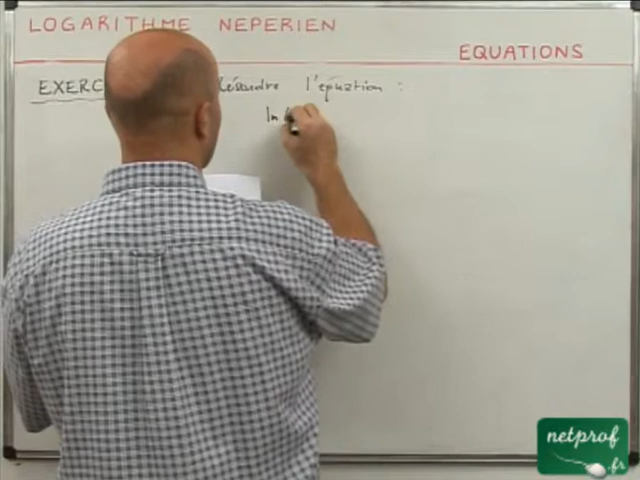 LOGARITHME NEPERIEN
EQUATIONS
EXERC Résoudre l'équation :
ln
netprof
.fr